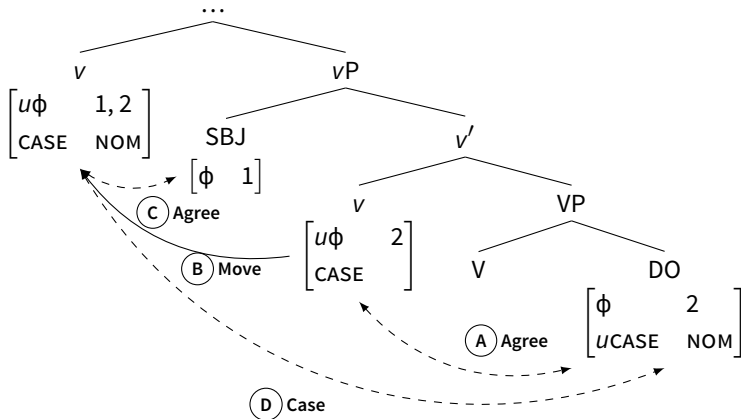 ...
v vP
uϕ 1, 2
CASE NOM
SBJ v′
ϕ 1
v VP
C Agree
uϕ 2
CASE
B Move
V DO
ϕ 2
uCASE NOM
A Agree
D Case